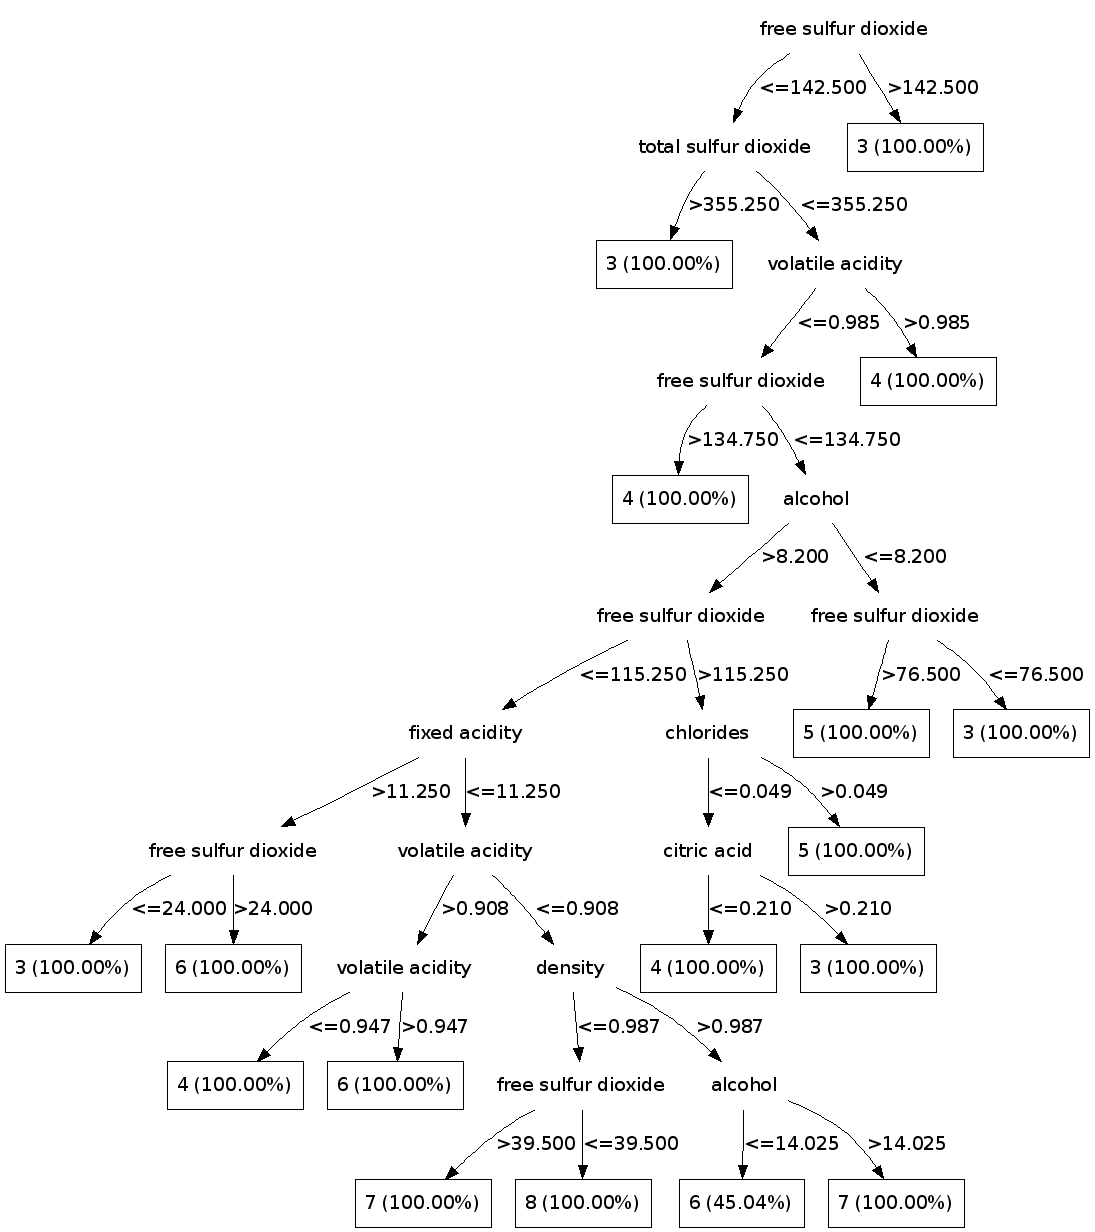 free sulfur dioxide
<=142.500 >142.500
total sulfur dioxide 3 (100.00%)
>355.250 <=355.250
3 (100.00%) volatile acidity
<=0.985 >0.985
free sulfur dioxide 4 (100.00%)
>134.750 <=134.750
4 (100.00%) alcohol
>8.200 <=8.200
free sulfur dioxide free sulfur dioxide
<=115.250 >115.250 >76.500 <=76.500
fixed acidity chlorides 5 (100.00%) 3 (100.00%)
>11.250 <=11.250 <=0.049 >0.049
free sulfur dioxide volatile acidity citric acid 5 (100.00%)
<=24.000 >24.000 >0.908 <=0.908 <=0.210 >0.210
3 (100.00%) 6 (100.00%) volatile acidity density 4 (100.00%) 3 (100.00%)
<=0.947 >0.947 <=0.987 >0.987
4 (100.00%) 6 (100.00%) free sulfur dioxide alcohol
>39.500 <=39.500 <=14.025 >14.025
7 (100.00%) 8 (100.00%) 6 (45.04%) 7 (100.00%)